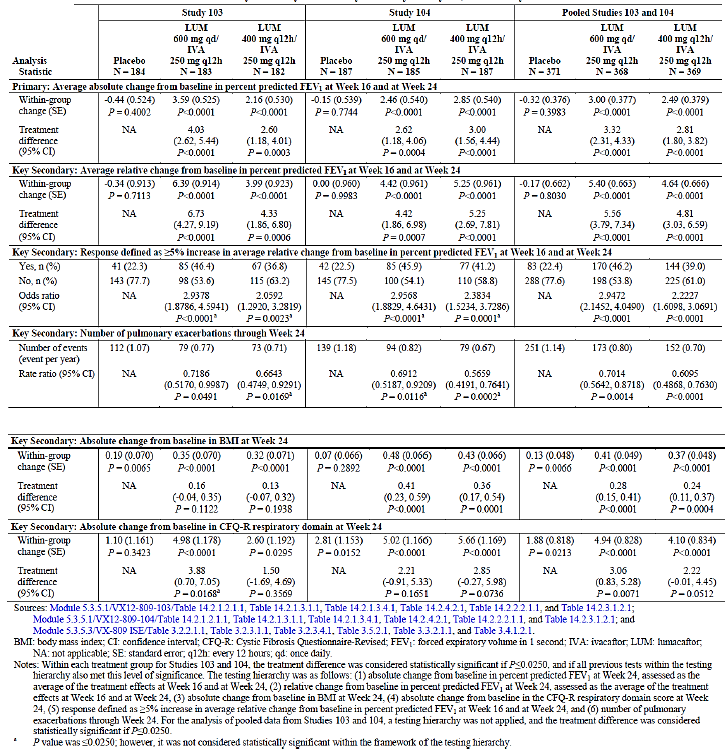 Study 103 Study 104 Pooled Studies 103 and 104
LUM LUM LUM LUM LUM LUM
600 mg qd/ 400 mg q12h/ 600 mg qd/ 400 mg q12h/ 600 mg qd/ 400 mg q12h/
IVA IVA IVA IVA IVA IVA
Analysis Placebo 250 mg q12h 250 mg q12h Placebo 250 mg q12h 250 mg q12h Placebo 250 mg q12h 250 mg q12h
Statistic N = 184 N = 183 N = 182 N = 187 N = 185 N = 187 N = 371 N = 368 N = 369
Primary: Average absolute change from baseline in percent predicted FEV1 at Week 16 and at Week 24
Within-group -0.44 (0.524) 3.59 (0.525) 2.16 (0.530) -0.15 (0.539) 2.46 (0.540) 2.85 (0.540) -0.32 (0.376) 3.00 (0.377) 2.49 (0.379)
change (SE) P = 0.4002 P<0.0001 P<0.0001 P = 0.7744 P<0.0001 P<0.0001 P = 0.3983 P<0.0001 P<0.0001
Treatment NA 4.03 2.60 NA 2.62 3.00 NA 3.32 2.81
difference (2.62, 5.44) (1.18, 4.01) (1.18, 4.06) (1.56, 4.44) (2.31, 4.33) (1.80, 3.82)
(95% CI) P<0.0001 P = 0.0003 P = 0.0004 P<0.0001 P<0.0001 P<0.0001
Key Secondary: Average relative change from baseline in percent predicted FEV1 at Week 16 and at Week 24
Within-group -0.34 (0.913) 6.39 (0.914) 3.99 (0.923) 0.00 (0.960) 4.42 (0.961) 5.25 (0.961) -0.17 (0.662) 5.40 (0.663) 4.64 (0.666)
change (SE) P = 0.7113 P<0.0001 P<0.0001 P = 0.9983 P<0.0001 P<0.0001 P = 0.8030 P<0.0001 P<0.0001
Treatment NA 6.73 4.33 NA 4.42 5.25 NA 5.56 4.81
difference (4.27, 9.19) (1.86, 6.80) (1.86, 6.98) (2.69, 7.81) (3.79, 7.34) (3.03, 6.59)
(95% CI) P<0.0001 P = 0.0006 P = 0.0007 P<0.0001 P<0.0001 P<0.0001
Key Secondary: Response defined as ≥5% increase in average relative change from baseline in percent predicted FEV1 at Week 16 and at Week 24
Yes, n (%) 41 (22.3) 85 (46.4) 67 (36.8) 42 (22.5) 85 (45.9) 77 (41.2) 83 (22.4) 170 (46.2) 144 (39.0)
No, n (%) 143 (77.7) 98 (53.6) 115 (63.2) 145 (77.5) 100 (54.1) 110 (58.8) 288 (77.6) 198 (53.8) 225 (61.0)
Odds ratio NA 2.9378 2.0592 NA 2.9568 2.3834 NA 2.9472 2.2227
(95% CI) (1.8786, 4.5941) (1.2920, 3.2819) (1.8829, 4.6431) (1.5234, 3.7286) (2.1452, 4.0490) (1.6098, 3.0691)
P<0.0001a P = 0.0023a P<0.0001a P = 0.0001a P<0.0001 P<0.0001
Key Secondary: Number of pulmonary exacerbations through Week 24
Number of events 112 (1.07) 79 (0.77) 73 (0.71) 139 (1.18) 94 (0.82) 79 (0.67) 251 (1.14) 173 (0.80) 152 (0.70)
(event per year)
Rate ratio (95% CI) NA 0.7186 0.6643 NA 0.6912 0.5659 NA 0.7014 0.6095
(0.5170, 0.9987) (0.4749, 0.9291) (0.5187, 0.9209) (0.4191, 0.7641) (0.5642, 0.8718) (0.4868, 0.7630)
P = 0.0491 P = 0.0169a P = 0.0116a P = 0.0002a P = 0.0014 P<0.0001
Key Secondary: Absolute change from baseline in BMI at Week 24
Within-group 0.19 (0.070) 0.35 (0.070) 0.32 (0.071) 0.07 (0.066) 0.48 (0.066) 0.43 (0.066) 0.13 (0.048) 0.41 (0.049) 0.37 (0.048)
change (SE) P = 0.0065 P<0.0001 P<0.0001 P = 0.2892 P<0.0001 P<0.0001 P = 0.0066 P<0.0001 P<0.0001
Treatment NA 0.16 0.13 NA 0.41 0.36 NA 0.28 0.24
difference (-0.04, 0.35) (-0.07, 0.32) (0.23, 0.59) (0.17, 0.54) (0.15, 0.41) (0.11, 0.37)
(95% CI) P = 0.1122 P = 0.1938 P<0.0001 P<0.0001 P<0.0001 P = 0.0004
Key Secondary: Absolute change from baseline in CFQ-R respiratory domain at Week 24
Within-group 1.10 (1.161) 4.98 (1.178) 2.60 (1.192) 2.81 (1.153) 5.02 (1.166) 5.66 (1.169) 1.88 (0.818) 4.94 (0.828) 4.10 (0.834)
change (SE) P = 0.3423 P<0.0001 P = 0.0295 P = 0.0152 P<0.0001 P<0.0001 P = 0.0213 P<0.0001 P<0.0001
Treatment NA 3.88 1.50 NA 2.21 2.85 NA 3.06 2.22
difference (0.70, 7.05) (-1.69, 4.69) (-0.91, 5.33) (-0.27, 5.98) (0.83, 5.28) (-0.01, 4.45)
(95% CI) P = 0.0168a P = 0.3569 P = 0.1651 P = 0.0736 P = 0.0071 P = 0.0512
Sources: Module 5.3.5.1/VX12-809-103/Table 14.2.1.2.1.1, Table 14.2.1.3.1.1, Table 14.2.1.3.4.1, Table 14.2.4.2.1, Table 14.2.2.2.1.1, and Table 14.2.3.1.2.1;
Module 5.3.5.1/VX12-809-104/Table 14.2.1.2.1.1, Table 14.2.1.3.1.1, Table 14.2.1.3.4.1, Table 14.2.4.2.1, Table 14.2.2.2.1.1, and Table 14.2.3.1.2.1; and
Module 5.3.5.3/VX-809 ISE/Table 3.2.2.1.1, Table 3.2.3.1.1, Table 3.2.3.4.1, Table 3.5.2.1, Table 3.3.2.1.1, and Table 3.4.1.2.1.
BMI: body mass index; CI: confidence interval; CFQ-R: Cystic Fibrosis Questionnaire-Revised; FEV1: forced expiratory volume in 1 second; IVA: ivacaftor; LUM: lumacaftor;
NA: not applicable; SE: standard error; q12h: every 12 hours; qd: once daily.
Notes: Within each treatment group for Studies 103 and 104, the treatment difference was considered statistically significant if P≤0.0250, and if all previous tests within the testing
hierarchy also met this level of significance. The testing hierarchy was as follows: (1) absolute change from baseline in percent predicted FEV1 at Week 24, assessed as the
average of the treatment effects at Week 16 and at Week 24, (2) relative change from baseline in percent predicted FEV1 at Week 24, assessed as the average of the treatment
effects at Week 16 and at Week 24, (3) absolute change from baseline in BMI at Week 24, (4) absolute change from baseline in the CFQ-R respiratory domain score at Week
24, (5) response defined as ≥5% increase in average relative change from baseline in percent predicted FEV1 at Week 16 and at Week 24, and (6) number of pulmonary
exacerbations through Week 24. For the analysis of pooled data from Studies 103 and 104, a testing hierarchy was not applied, and the treatment difference was considered
statistically significant if P≤0.0250.
a P value was ≤0.0250; however, it was not considered statistically significant within the framework of the testing hierarchy.